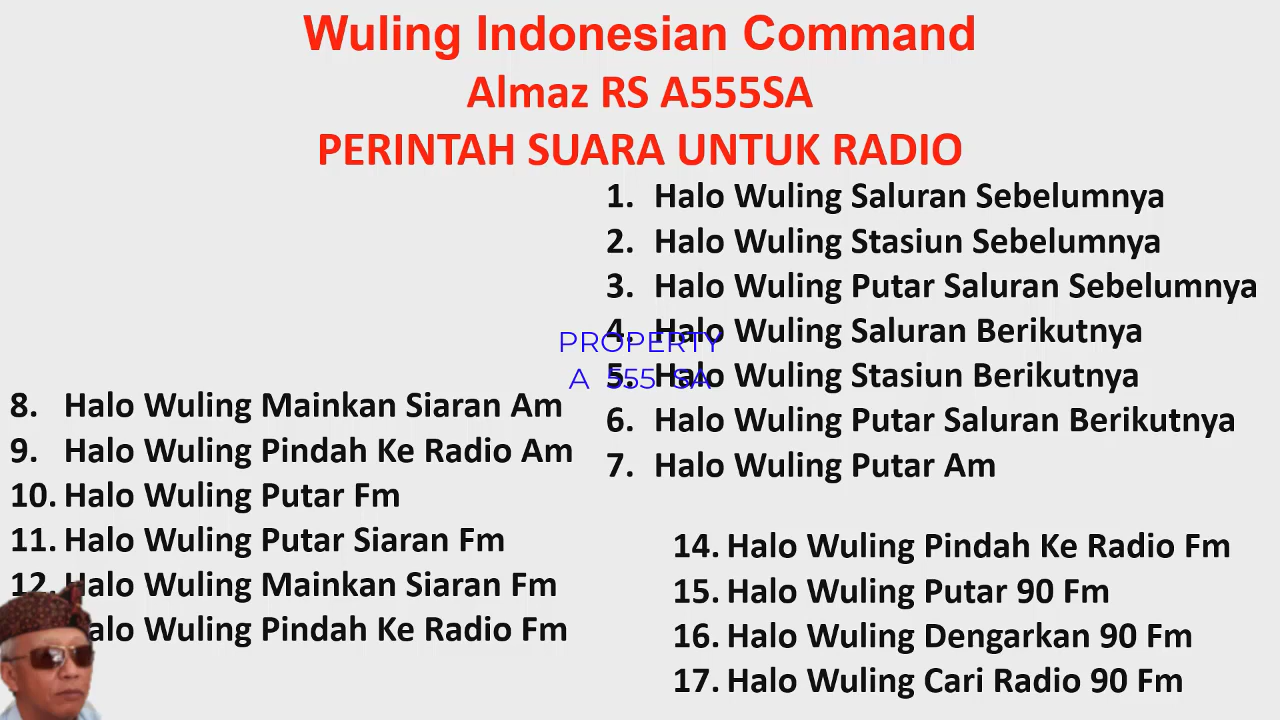 Wuling Indonesian Command
Almaz RS A555SA
PERINTAH SUARA UNTUK RADIO
1. Halo Wuling Saluran Sebelumnya
2. Halo Wuling Stasiun Sebelumnya
3. Halo Wuling Putar Saluran Sebelumnya
4. Halo Wuling Saluran Berikutnya
5. Halo Wuling Stasiun Berikutnya
6. Halo Wuling Putar Saluran Berikutnya
7. Halo Wuling Putar Am
PROPERTY
A 555 SA
8. Halo Wuling Mainkan Siaran Am
9. Halo Wuling Pindah Ke Radio Am
10. Halo Wuling Putar Fm
11. Halo Wuling Putar Siaran Fm
12. Halo Wuling Mainkan Siaran Fm
alo Wuling Pindah Ke Radio Fm
14. Halo Wuling Pindah Ke Radio Fm
15. Halo Wuling Putar 90 Fm
16. Halo Wuling Dengarkan 90 Fm
17. Halo Wuling Cari Radio 90 Fm